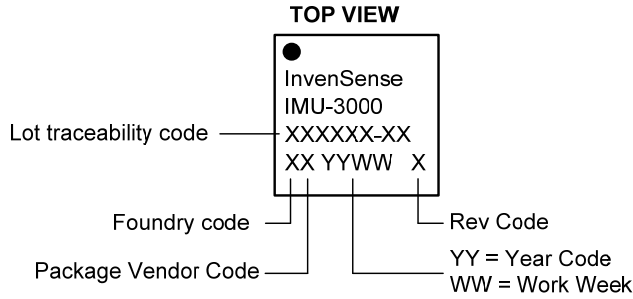 TOP VIEW
InvenSense
IMU-3000
Lot traceability code
XXXXXX-XX
XX YYWW X
Foundry code
Rev Code
Package Vendor Code
YY = Year Code
WW = Work Week